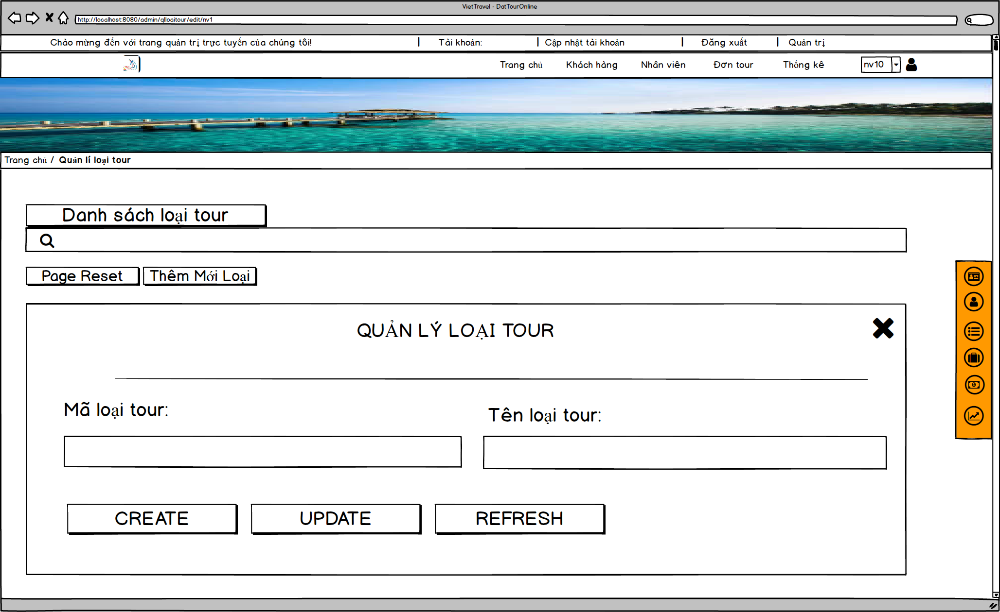 VietTravel - DatTourOnline
http://localhost:8080/admin/qlloaitour/edit/nv1
Chào mừng đến với trang quản trị trực tuyến của chúng tôi! | Tài khoản: | Cập nhật tài khoản | Đăng xuất | Quản trị
Trang chủ Khách hàng Nhân viên Đơn tour Thống kê nv10
Trang chủ / Quản lí loại tour
Danh sách loại tour
Page Reset Thêm Mới Loại
QUẢN LÝ LOẠI TOUR
Mã loại tour: Tên loại tour:
CREATE UPDATE REFRESH